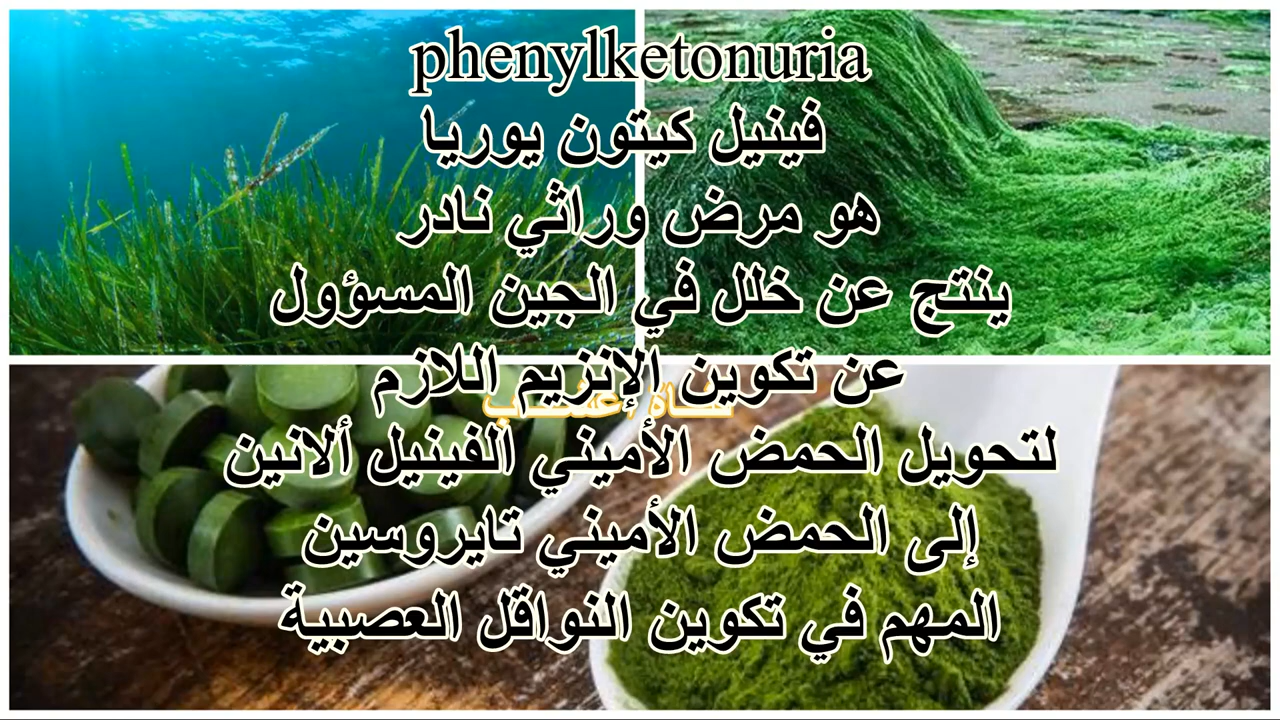 phenylketonuria
فينيل كيتون يوريا
هو مرض وراثي نادر
ينتج عن خلل في الجين المسؤول
عن تكوين الإنزيم اللازم
لتحويل الحمض الأميني الفينيل ألانين
إلى الحمض الأميني تايروسين
المهم في تكوين النواقل العصبية